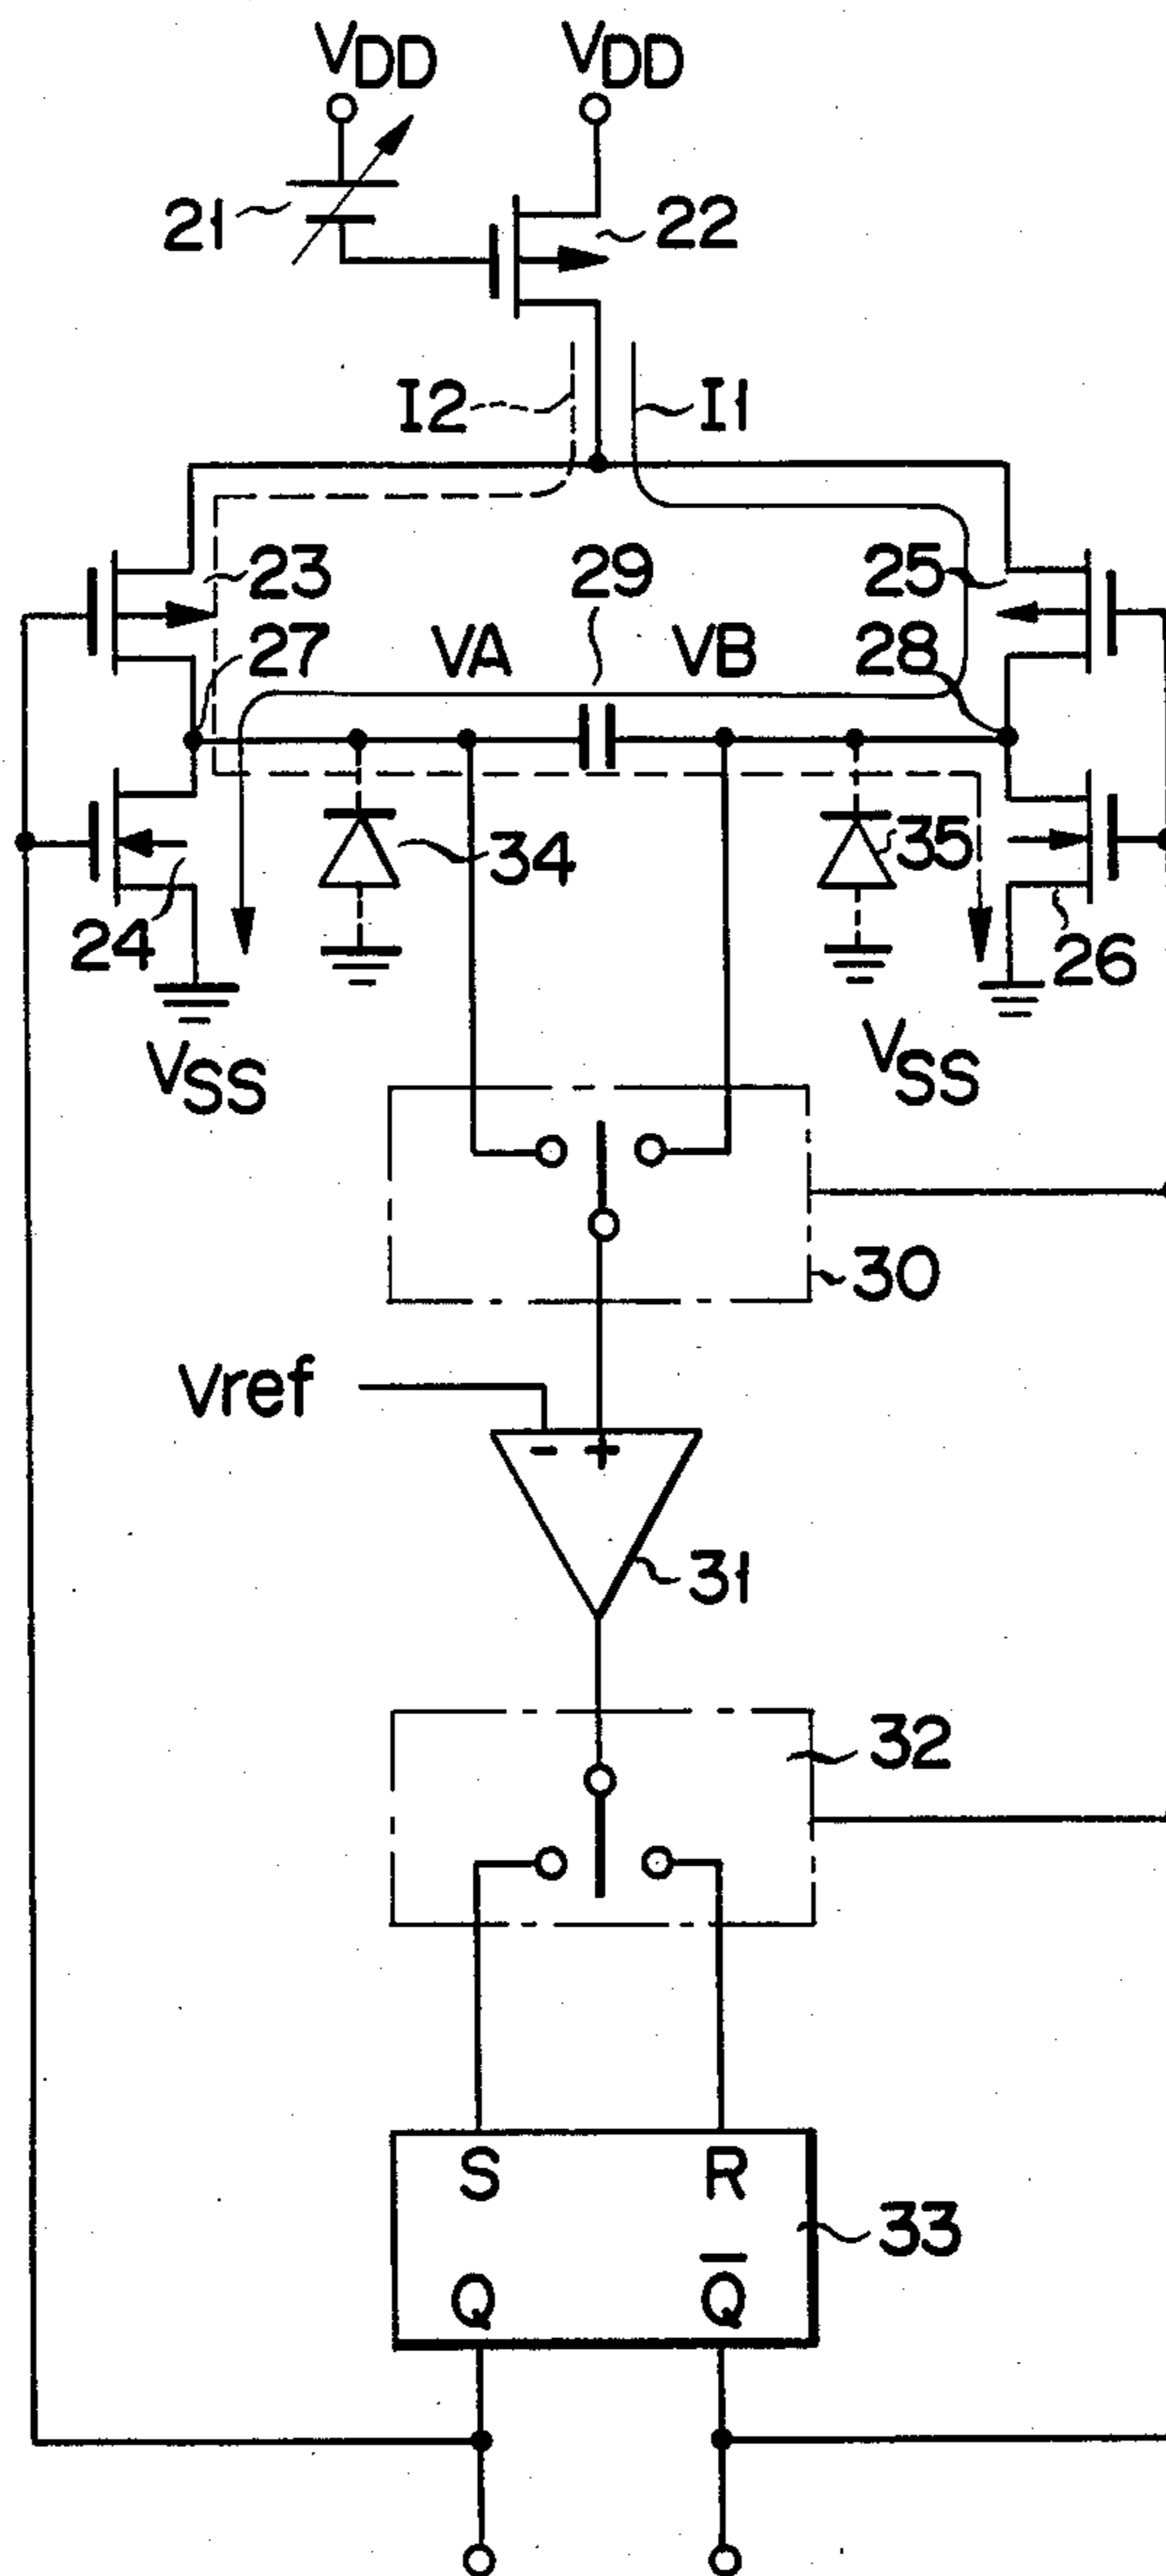 VDD VDD
21 22
I2 I1
23 29 25
27 VA VB 28
34 35
24 26
VSS VSS
30
Vref
- +
31
32
S R
33
Q Q̅